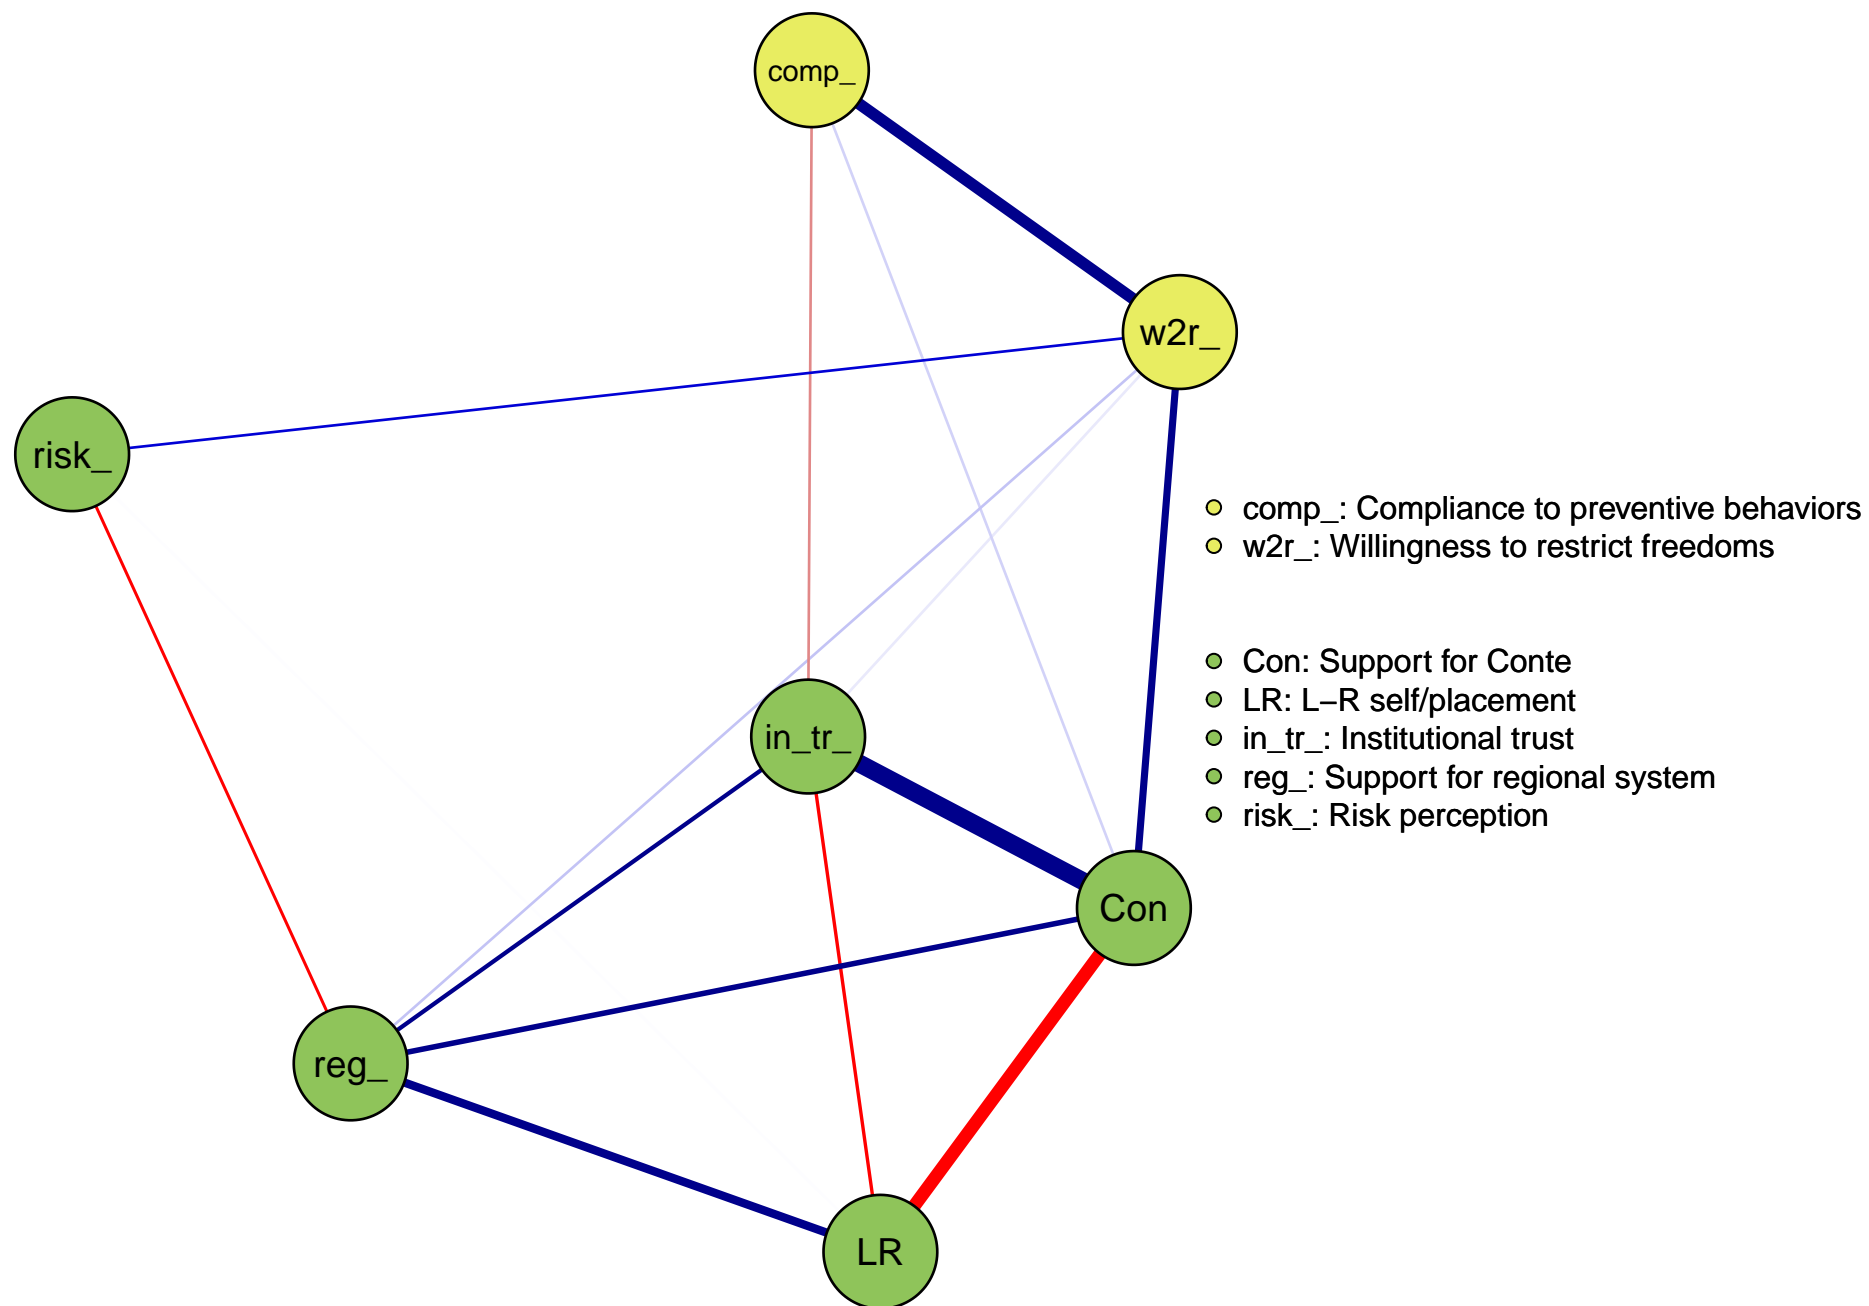 comp_
w2r_
risk_
comp_: Compliance to preventive behaviors
w2r_: Willingness to restrict freedoms
Con: Support for Conte
LR: L−R self/placement
in_tr_: Institutional trust
reg_: Support for regional system
risk_: Risk perception
in_tr_
Con
reg_
LR